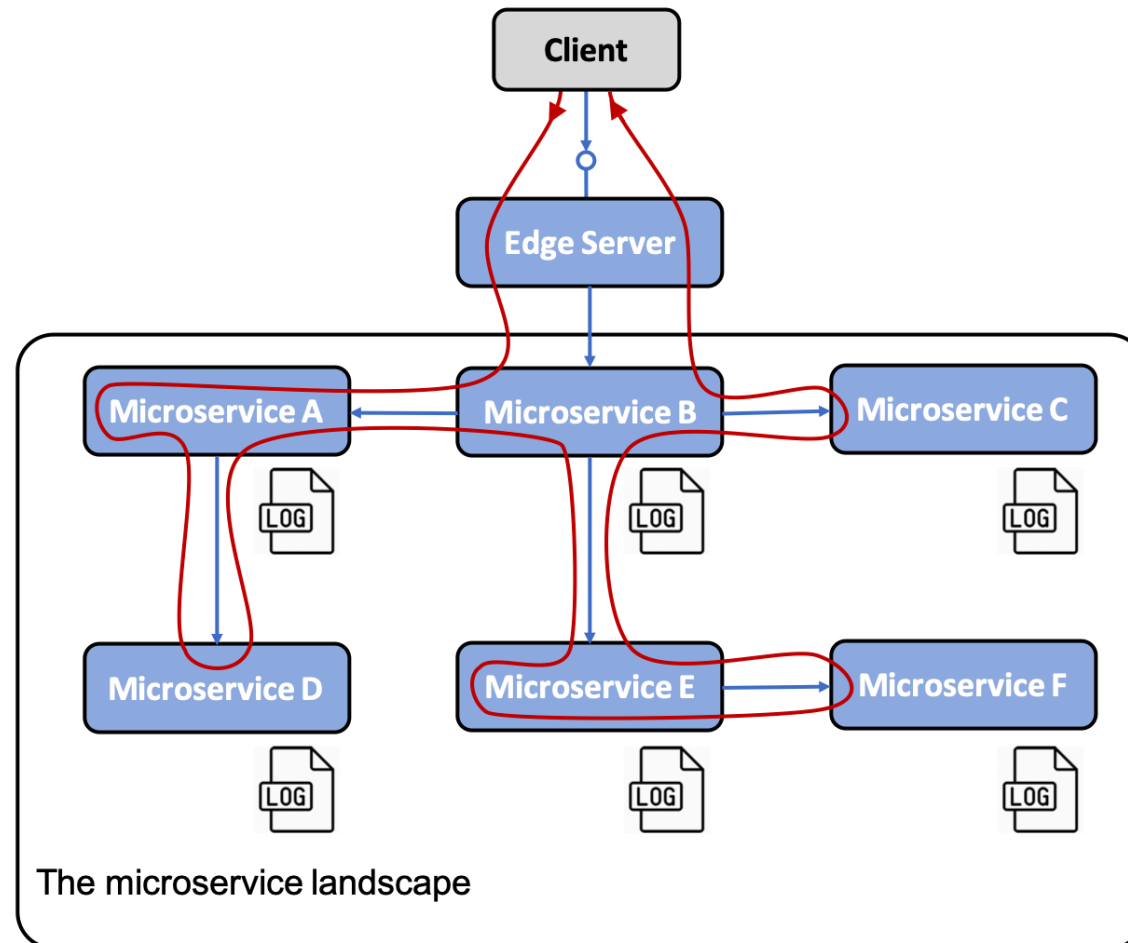 Client
Edge Server
Microservice A
Microservice B
Microservice C
LOG
LOG
LOG
Microservice D
Microservice E
Microservice F
LOG
LOG
LOG
The microservice landscape